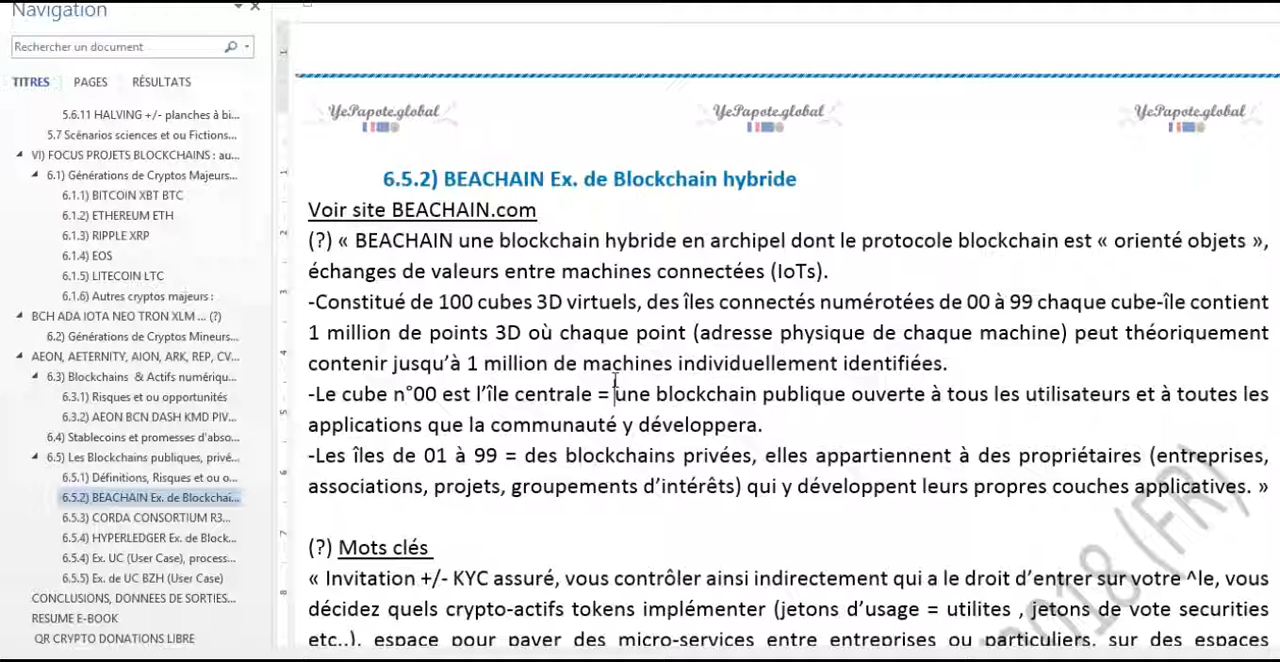 Navigation
Rechercher un document
TITRES PAGES RÉSULTATS
5.6.11 HALVING +/- planches à bi...
5.7 Scénarios sciences et ou Fictions...
VI) FOCUS PROJETS BLOCKCHAINS : au...
6.1) Générations de Cryptos Majeurs...
6.1.1) BITCOIN XBT BTC
6.1.2) ETHEREUM ETH
6.1.3) RIPPLE XRP
6.1.4) EOS
6.1.5) LITECOIN LTC
6.1.6) Autres cryptos majeurs :
BCH ADA IOTA NEO TRON XLM ... (?)
6.2) Générations de Cryptos Mineurs...
AEON, AETERNITY, AION, ARK, REP, CV...
6.3) Blockchains & Actifs numériqu...
6.3.1) Risques et ou opportunités
6.3.2) AEON BCN DASH KMD PIV...
6.4) Stablecoins et promesses d'abso...
6.5) Les Blockchains publiques, privé...
6.5.1) Définitions, Risques et ou o...
6.5.2) BEACHAIN Ex. de Blockchai...
6.5.3) CORDA CONSORTIUM R3...
6.5.4) HYPERLEDGER Ex. de Block...
6.5.4) Ex. UC (User Case), process...
6.5.5) Ex. de UC BZH (User Case)
CONCLUSIONS, DONNEES DE SORTIES...
RESUME E-BOOK
QR CRYPTO DONATIONS LIBRE
YePapote.global YePapote.global YePapote.global
6.5.2) BEACHAIN Ex. de Blockchain hybride
Voir site BEACHAIN.com
(?) « BEACHAIN une blockchain hybride en archipel dont le protocole blockchain est « orienté objets »,
échanges de valeurs entre machines connectées (IoTs).
-Constitué de 100 cubes 3D virtuels, des îles connectés numérotées de 00 à 99 chaque cube-île contient
1 million de points 3D où chaque point (adresse physique de chaque machine) peut théoriquement
contenir jusqu'à 1 million de machines individuellement identifiées.
-Le cube n°00 est l'île centrale = une blockchain publique ouverte à tous les utilisateurs et à toutes les
applications que la communauté y développera.
-Les îles de 01 à 99 = des blockchains privées, elles appartiennent à des propriétaires (entreprises,
associations, projets, groupements d'intérêts) qui y développent leurs propres couches applicatives. »
(?) Mots clés
« Invitation +/- KYC assuré, vous contrôler ainsi indirectement qui a le droit d'entrer sur votre ^le, vous
décidez quels crypto-actifs tokens implémenter (jetons d'usage = utilites , jetons de vote securities
etc..), espace pour payer des micro-services entre entreprises ou particuliers, sur des espaces
2018 (FR)